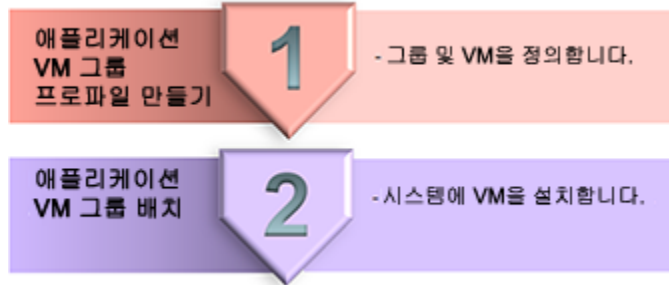 애플리케이션
VM 그룹
프로파일 만들기
1
- 그룹 및 VM을 정의합니다.
애플리케이션
VM 그룹 배치
2
- 시스템에 VM을 설치합니다.